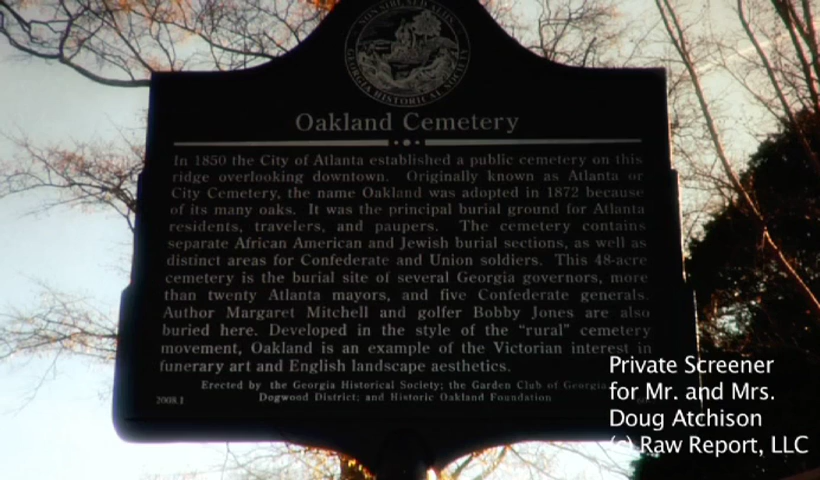 NON SIBI SED ALIIS
GEORGIA HISTORICAL SOCIETY
Oakland Cemetery
In 1850 the City of Atlanta established a public cemetery on this
ridge overlooking downtown. Originally known as Atlanta or
City Cemetery, the name Oakland was adopted in 1872 because
of its many oaks. It was the principal burial ground for Atlanta
residents, travelers, and paupers. The cemetery contains
separate African American and Jewish burial sections, as well as
distinct areas for Confederate and Union soldiers. This 48-acre
cemetery is the burial site of several Georgia governors, more
than twenty Atlanta mayors, and five Confederate generals.
Author Margaret Mitchell and golfer Bobby Jones are also
buried here. Developed in the style of the “rural” cemetery
movement, Oakland is an example of the Victorian interest in
funerary art and English landscape aesthetics.
Erected by the Georgia Historical Society; the Garden Club of Georgia,
Dogwood District; and Historic Oakland Foundation
2008.1
Private Screener
for Mr. and Mrs.
Doug Atchison
(c) Raw Report, LLC